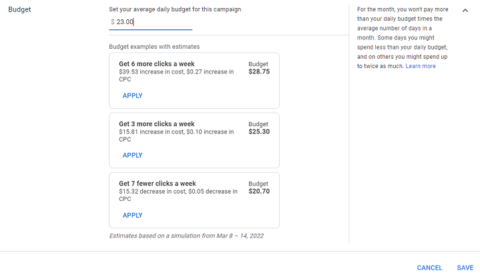 Budget
Set your average daily budget for this campaign
$ 23.00
Budget examples with estimates
Get 6 more clicks a week
$39.53 increase in cost, $0.27 increase in
CPC
Budget
$28.75
APPLY
Get 3 more clicks a week
$15.81 increase in cost, $0.10 increase in
CPC
Budget
$25.30
APPLY
Get 7 fewer clicks a week
$15.32 decrease in cost, $0.05 decrease in
CPC
Budget
$20.70
APPLY
Estimates based on a simulation from Mar 8 – 14, 2022
For the month, you won't pay more
than your daily budget times the
average number of days in a
month. Some days you might
spend less than your daily budget,
and on others you might spend up
to twice as much. Learn more
CANCEL
SAVE